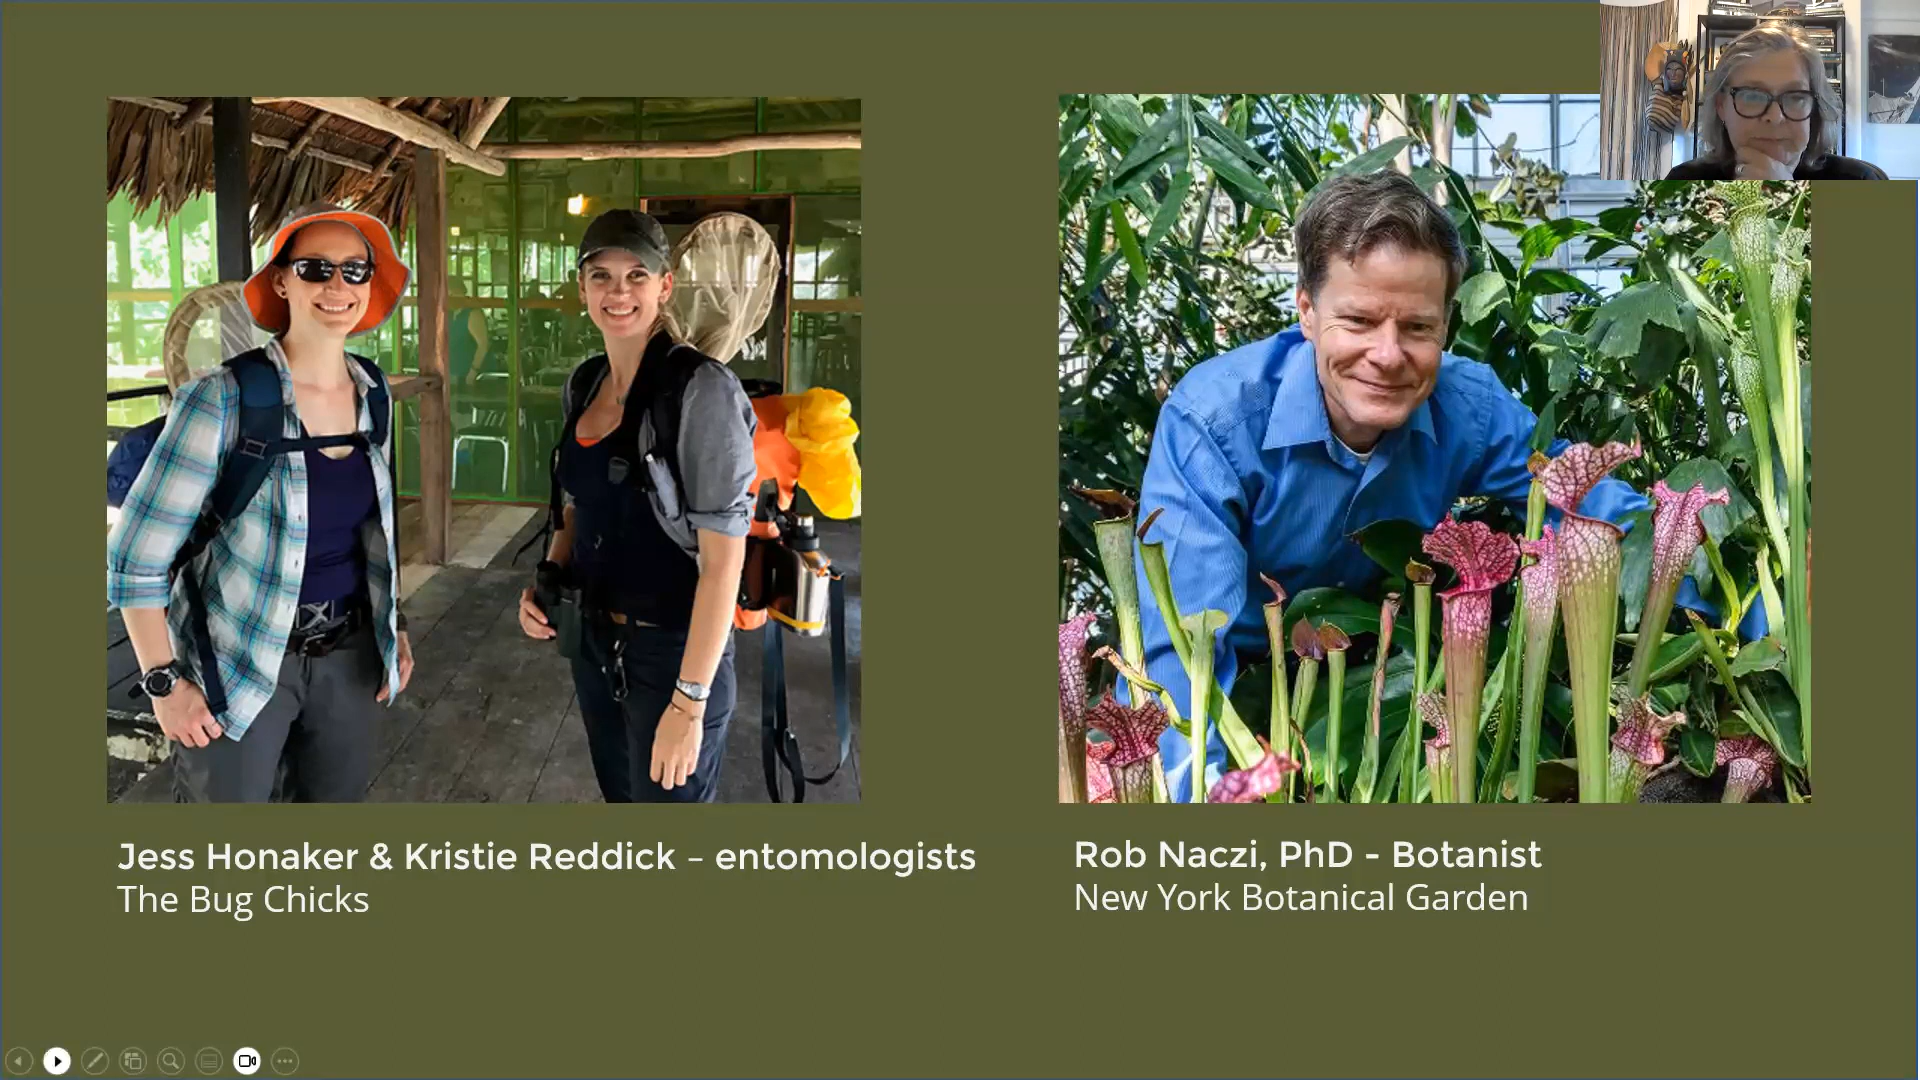 Jess Honaker & Kristie Reddick – entomologists
The Bug Chicks
Rob Naczi, PhD - Botanist
New York Botanical Garden